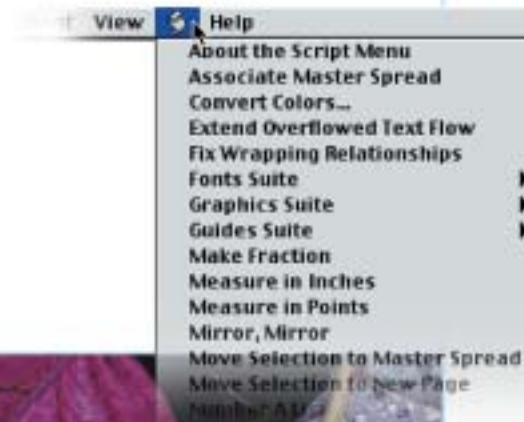 View Help
About the Script Menu
Associate Master Spread
Convert Colors...
Extend Overflowed Text Flow
Fix Wrapping Relationships
Fonts Suite
Graphics Suite
Guides Suite
Make Fraction
Measure in Inches
Measure in Points
Mirror, Mirror
Move Selection to Master Spread
Move Selection to New Page
Number